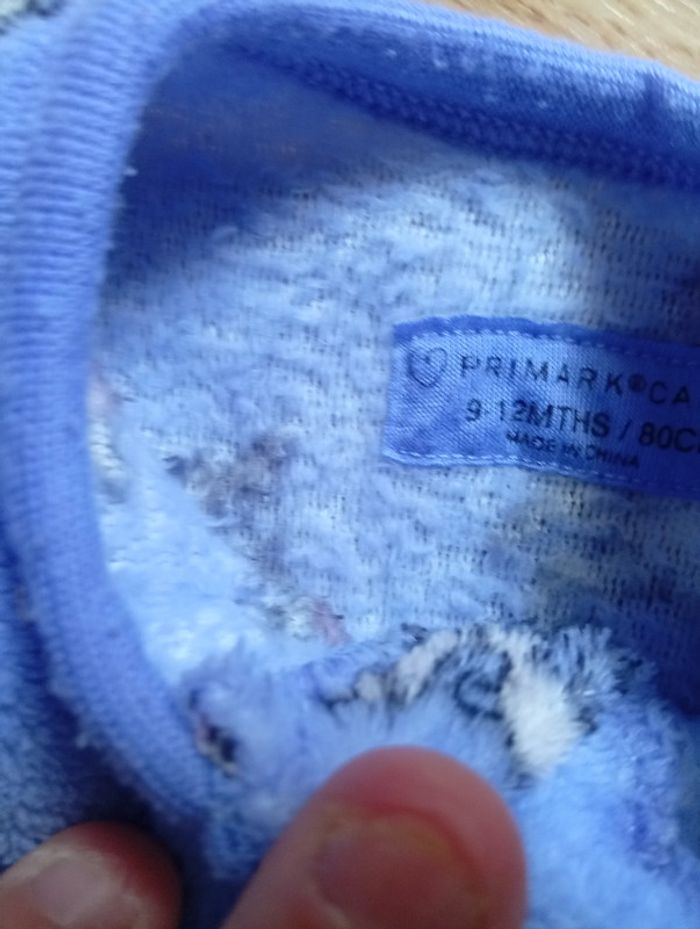 PRIMARK® CA
9-12MTHS / 80C
MADE IN CHINA